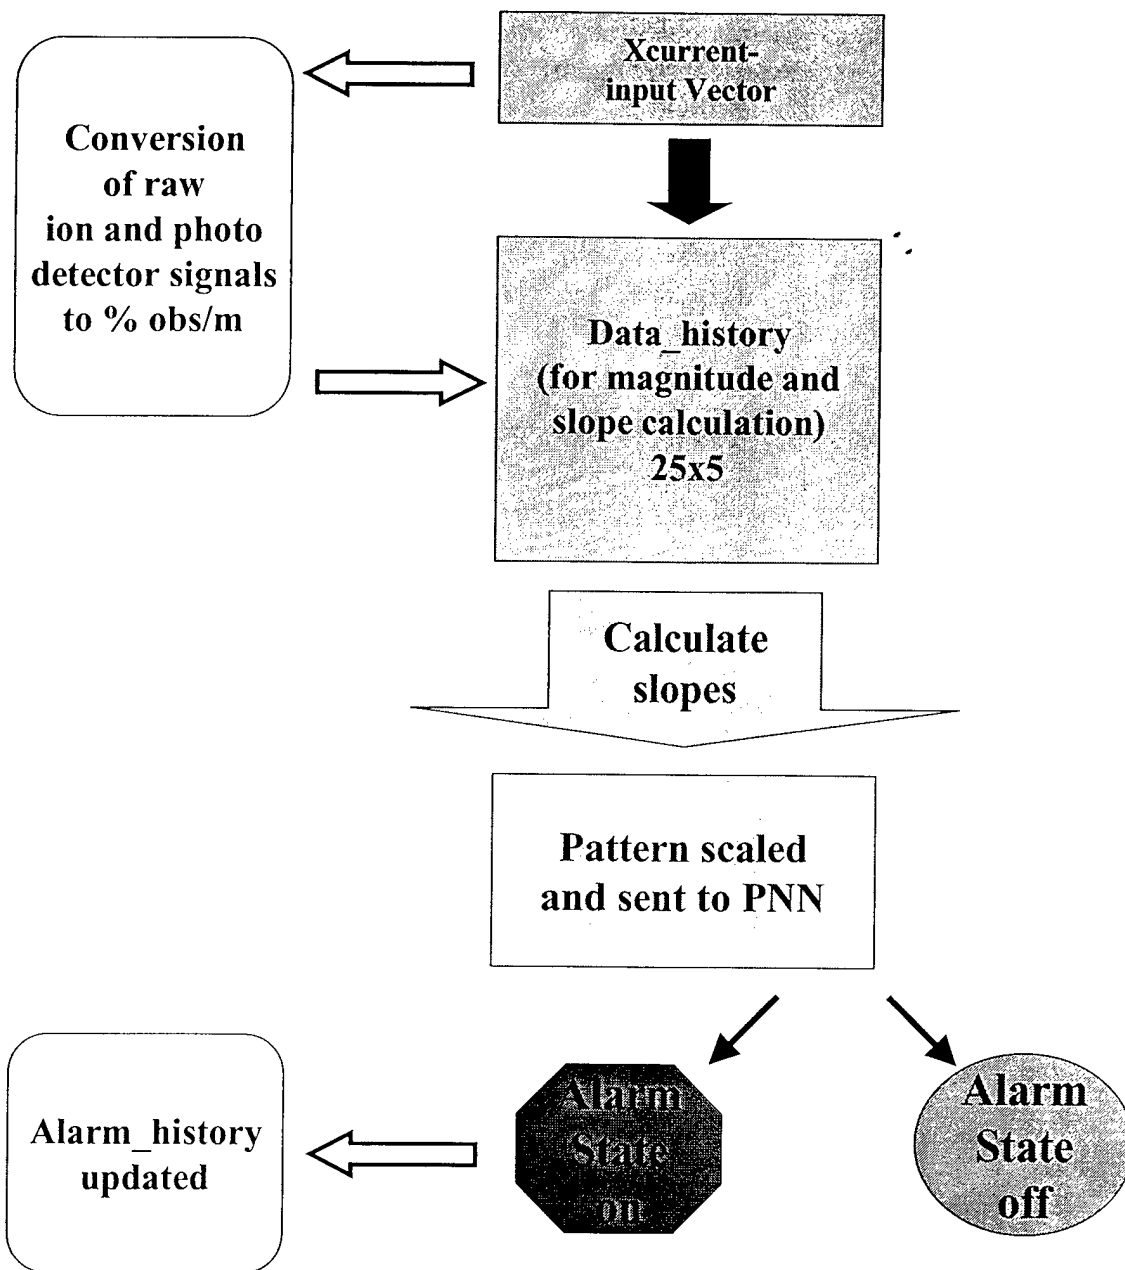 Xcurrent-
input Vector
Conversion
of raw
ion and photo
detector signals
to % obs/m
Data_history
(for magnitude and
slope calculation)
25x5
Calculate
slopes
Pattern scaled
and sent to PNN
Alarm_history
updated
Alarm
State
on
Alarm
State
off